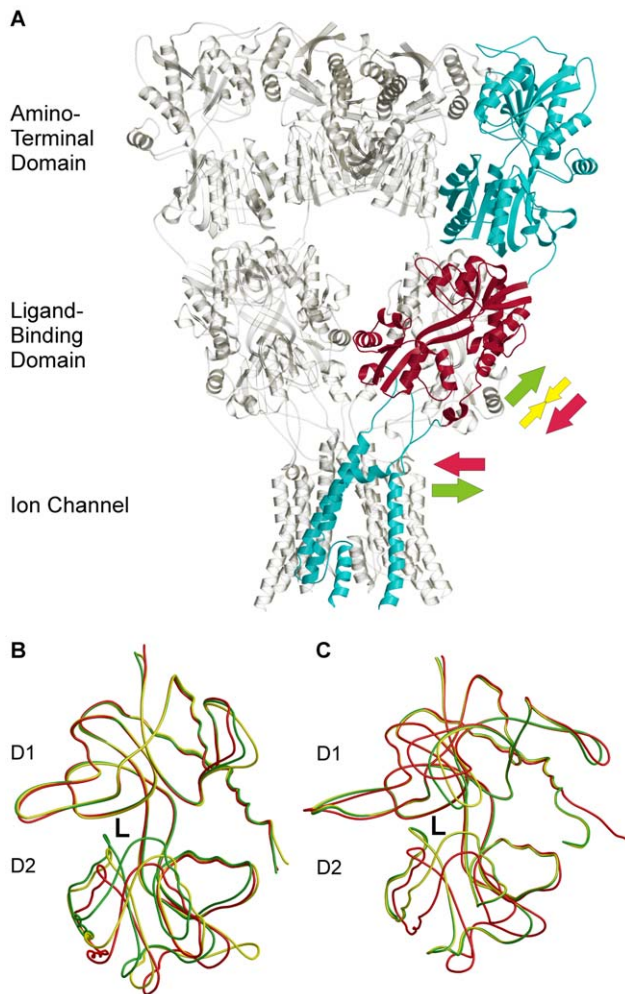 A
Amino-
Terminal
Domain
Ligand-
Binding
Domain
Ion Channel
B
C
D1
D1
L
L
D2
D2